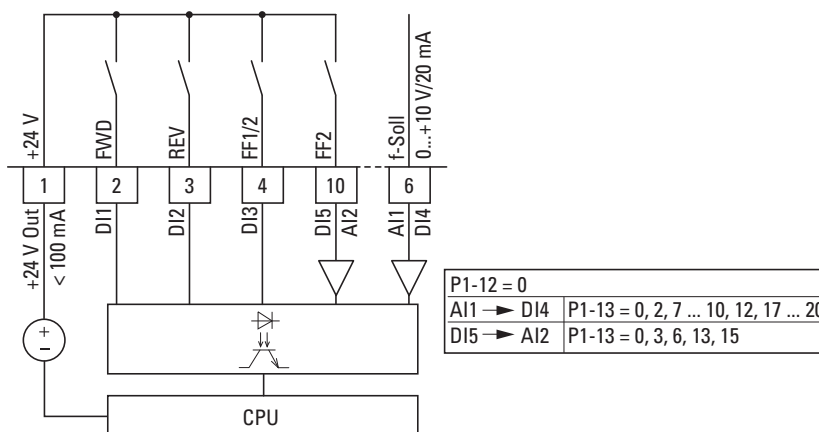 +24 V
FWD
REV
FF1/2
FF2
f-Soll
0...+10 V/20 mA
1
2
3
4
10
6
+24 V Out
< 100 mA
DI1
DI2
DI3
DI5
AI2
AI1
DI4
+
−
CPU
P1-12 = 0
AI1 → DI4 P1-13 = 0, 2, 7 ... 10, 12, 17 ... 20
DI5 → AI2 P1-13 = 0, 3, 6, 13, 15